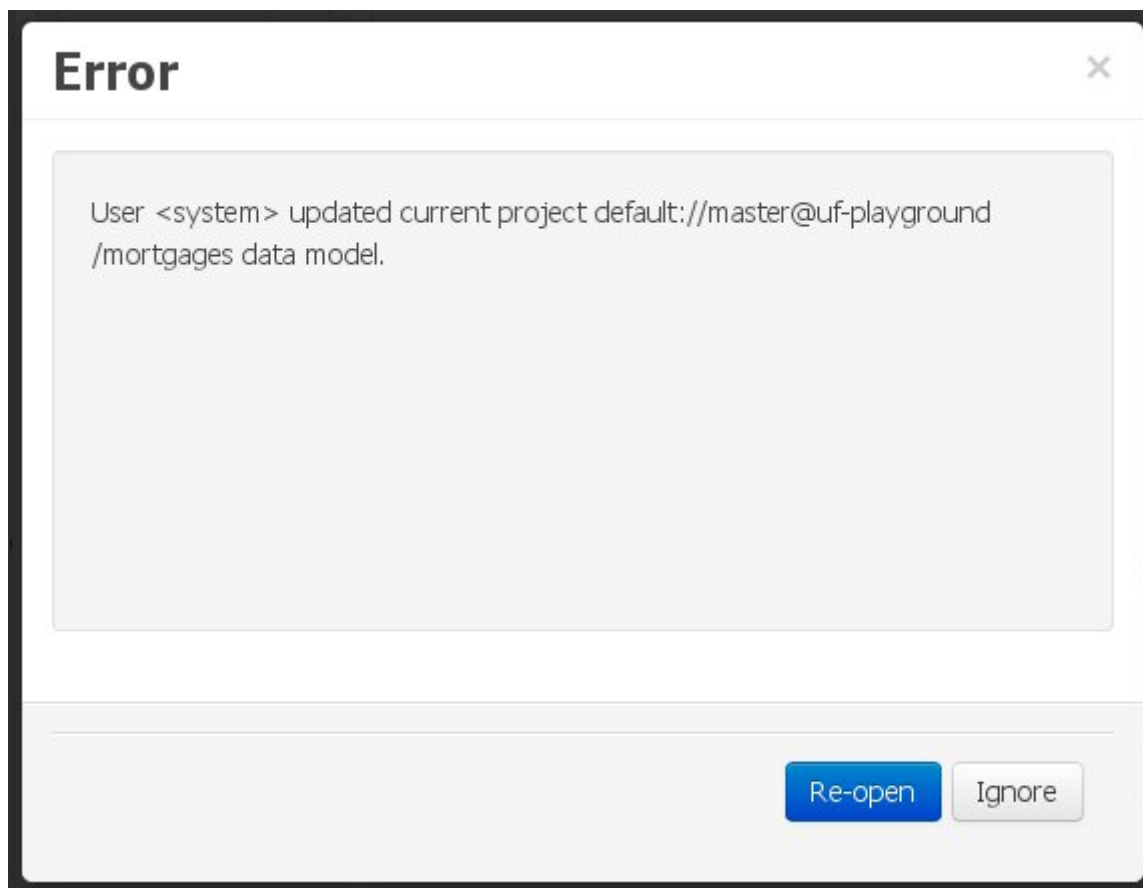 Error
×
User <system> updated current project default://master@uf-playground
/mortgages data model.
Re-open
Ignore